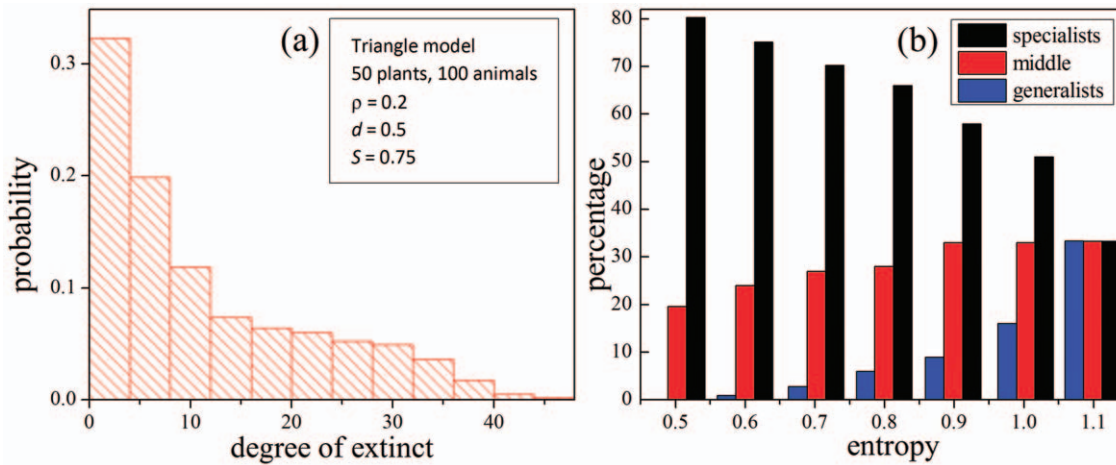 (a)
Triangle model
50 plants, 100 animals
ρ = 0.2
d = 0.5
S = 0.75
probability
0.3
0.2
0.1
0.0
0 10 20 30 40
degree of extinct
(b)
specialists
middle
generalists
percentage
80
70
60
50
40
30
20
10
0
0.5 0.6 0.7 0.8 0.9 1.0 1.1
entropy